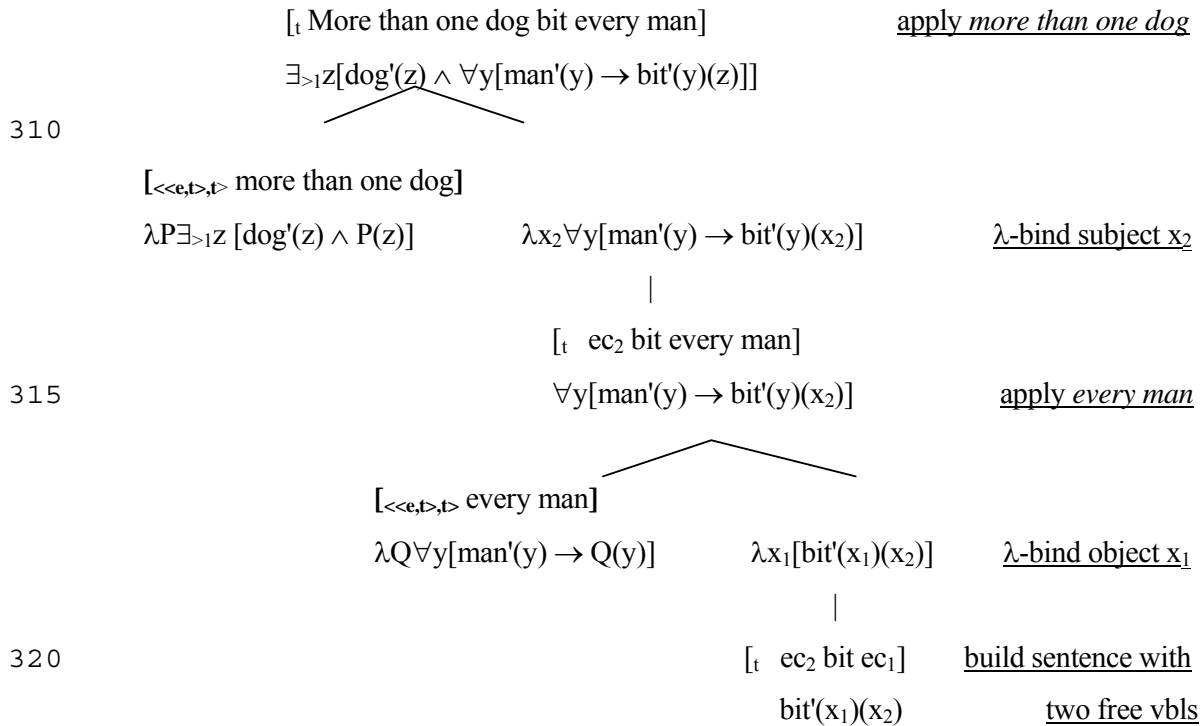 [t More than one dog bit every man] apply more than one dog
∃>1z[dog'(z) ∧ ∀y[man'(y) → bit'(y)(z)]]
310
[<<e,t>,t> more than one dog]
λP∃>1z [dog'(z) ∧ P(z)] λx2∀y[man'(y) → bit'(y)(x2)] λ-bind subject x2
|
[t ec2 bit every man]
315 ∀y[man'(y) → bit'(y)(x2)] apply every man
[<<e,t>,t> every man]
λQ∀y[man'(y) → Q(y)] λx1[bit'(x1)(x2)] λ-bind object x1
|
320 [t ec2 bit ec1] build sentence with
bit'(x1)(x2) two free vbls